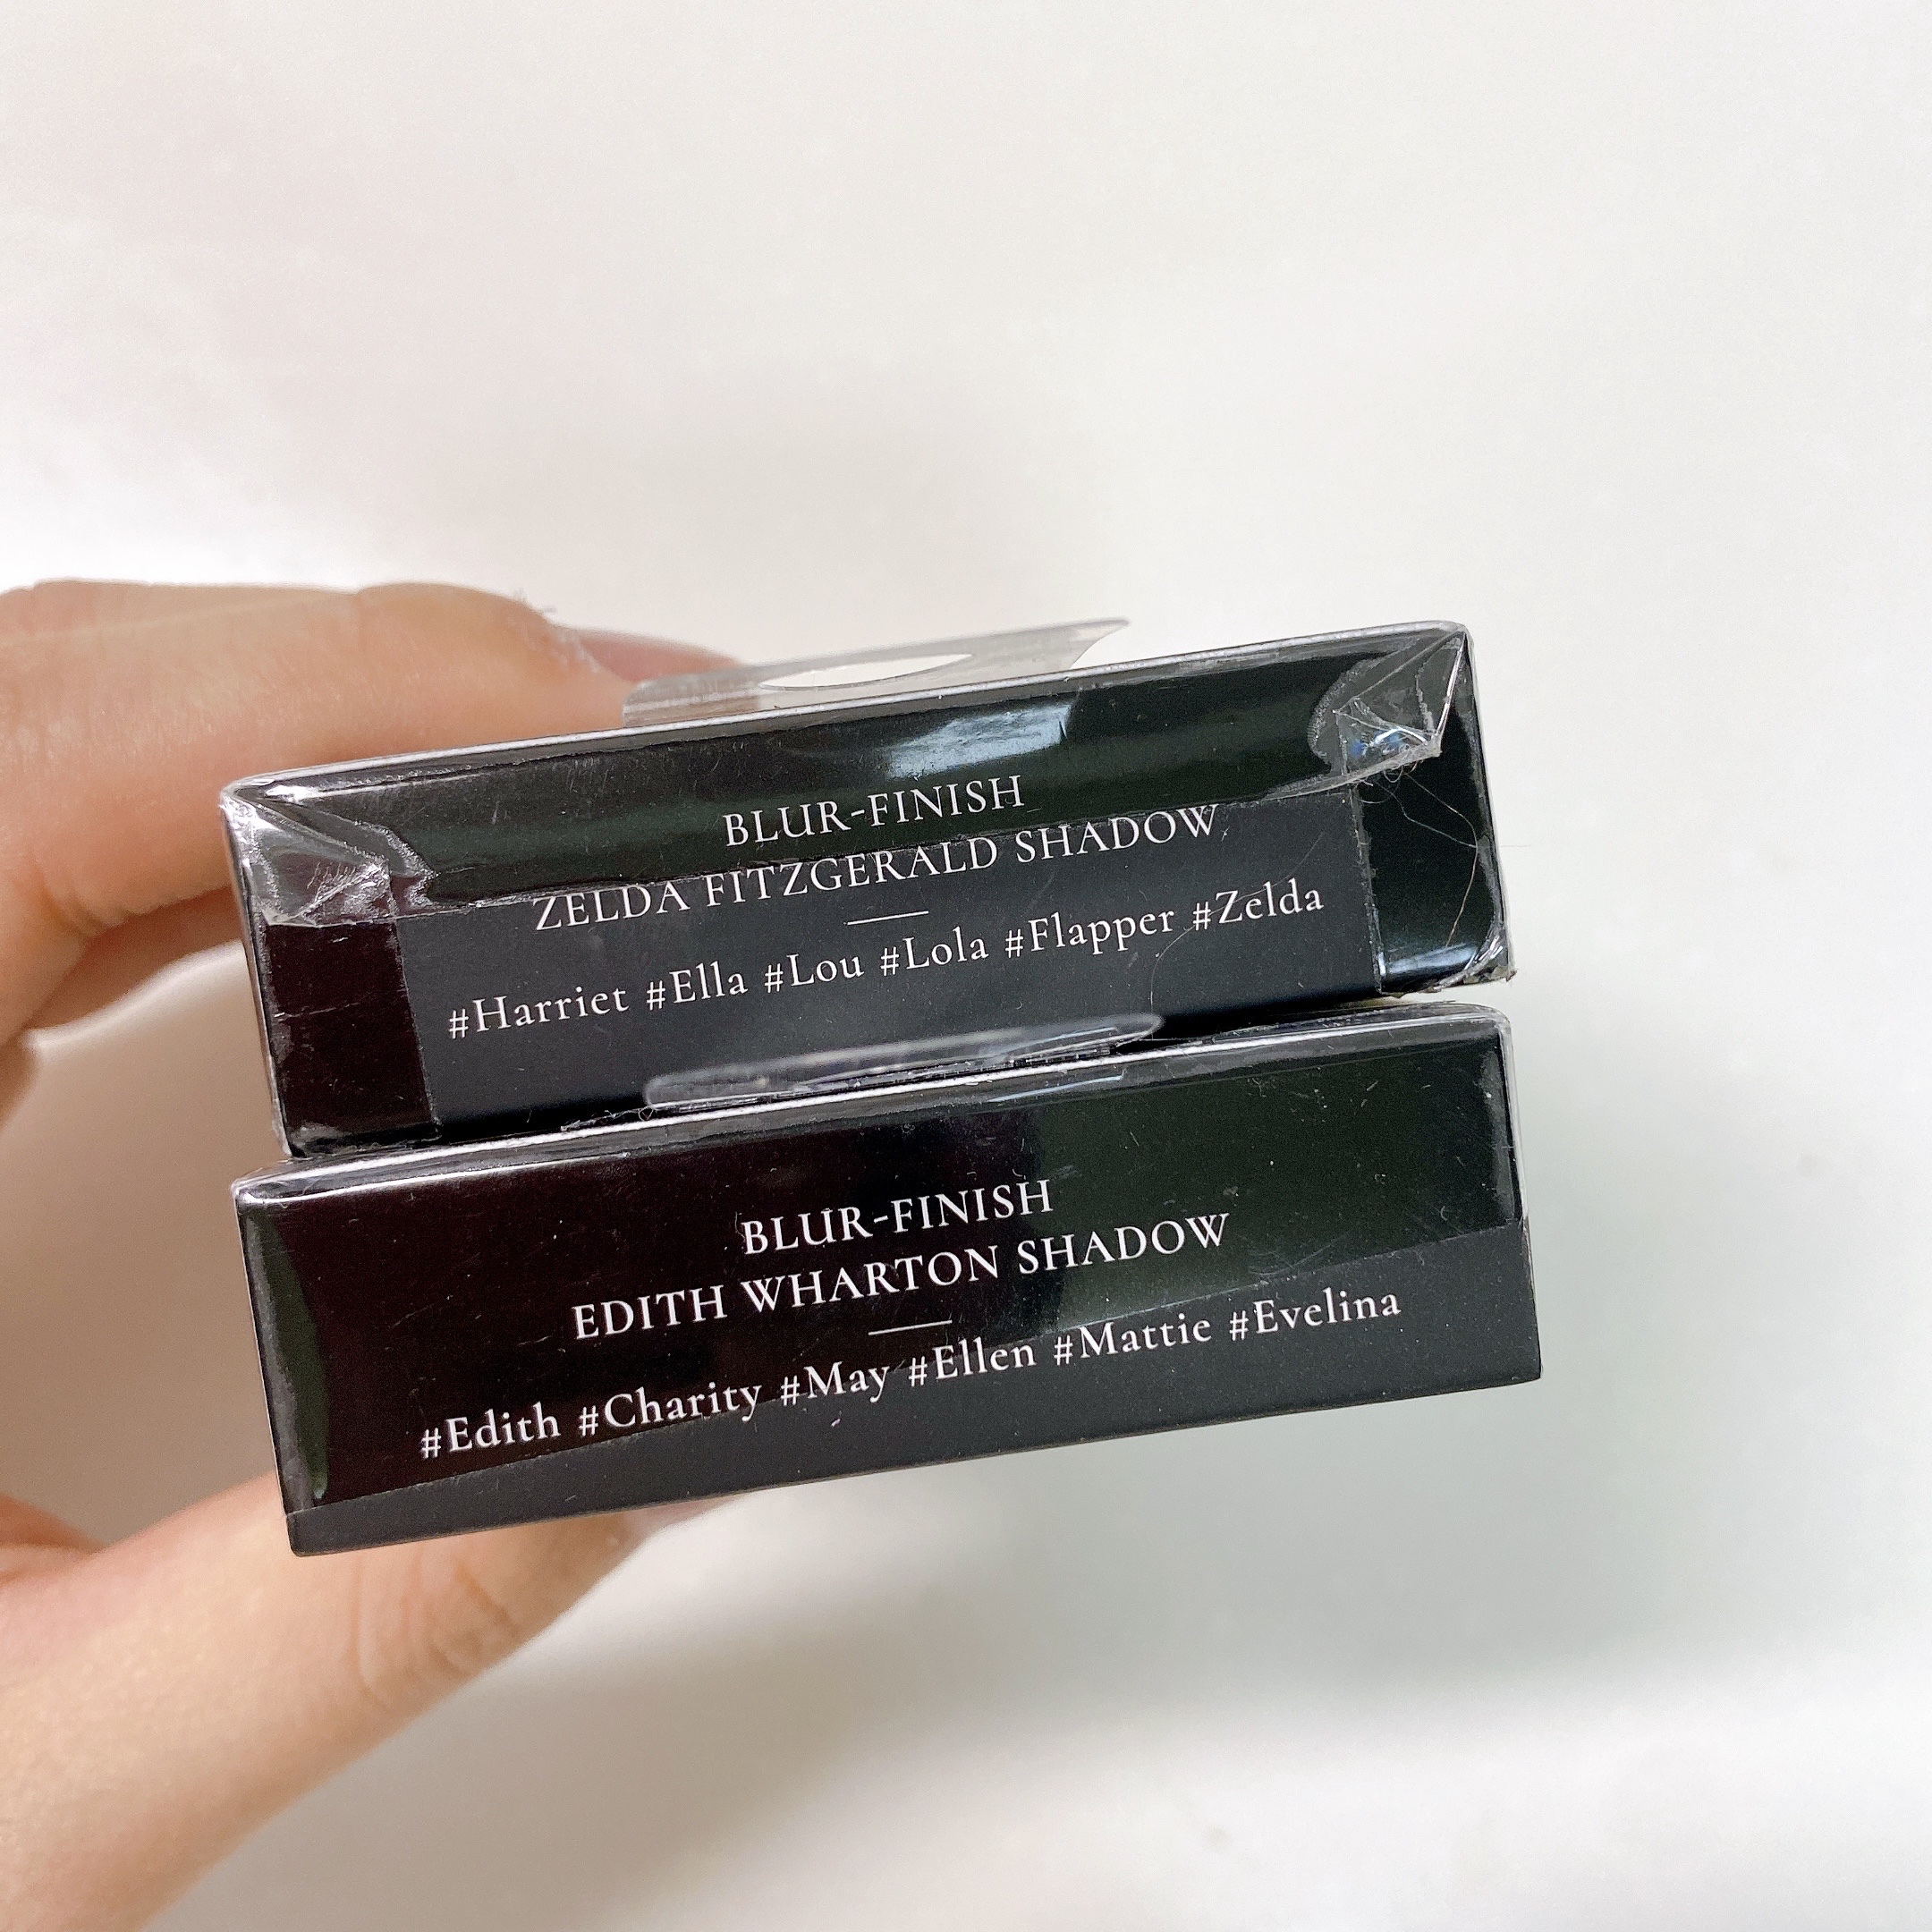 BLUR-FINISH
ZELDA FITZGERALD SHADOW
#Harriet #Ella #Lou #Lola #Flapper #Zelda
BLUR-FINISH
EDITH WHARTON SHADOW
#Edith #Charity #May #Ellen #Mattie #Evelina